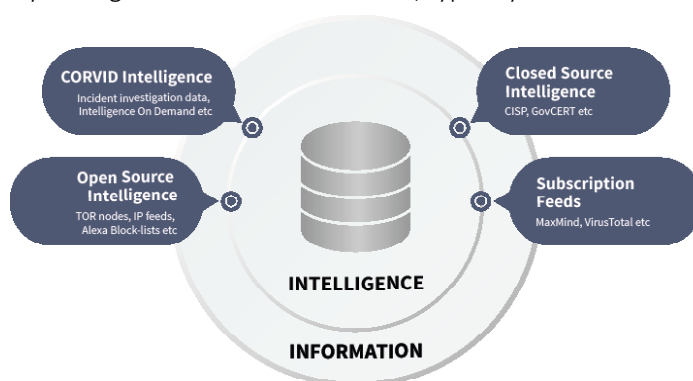 CORVID Intelligence
Incident investigation data,
Intelligence On Demand etc
Closed Source
Intelligence
CISP, GovCERT etc
Open Source
Intelligence
TOR nodes, IP feeds,
Alexa Block-lists etc
Subscription
Feeds
MaxMind, VirusTotal etc
INTELLIGENCE
INFORMATION